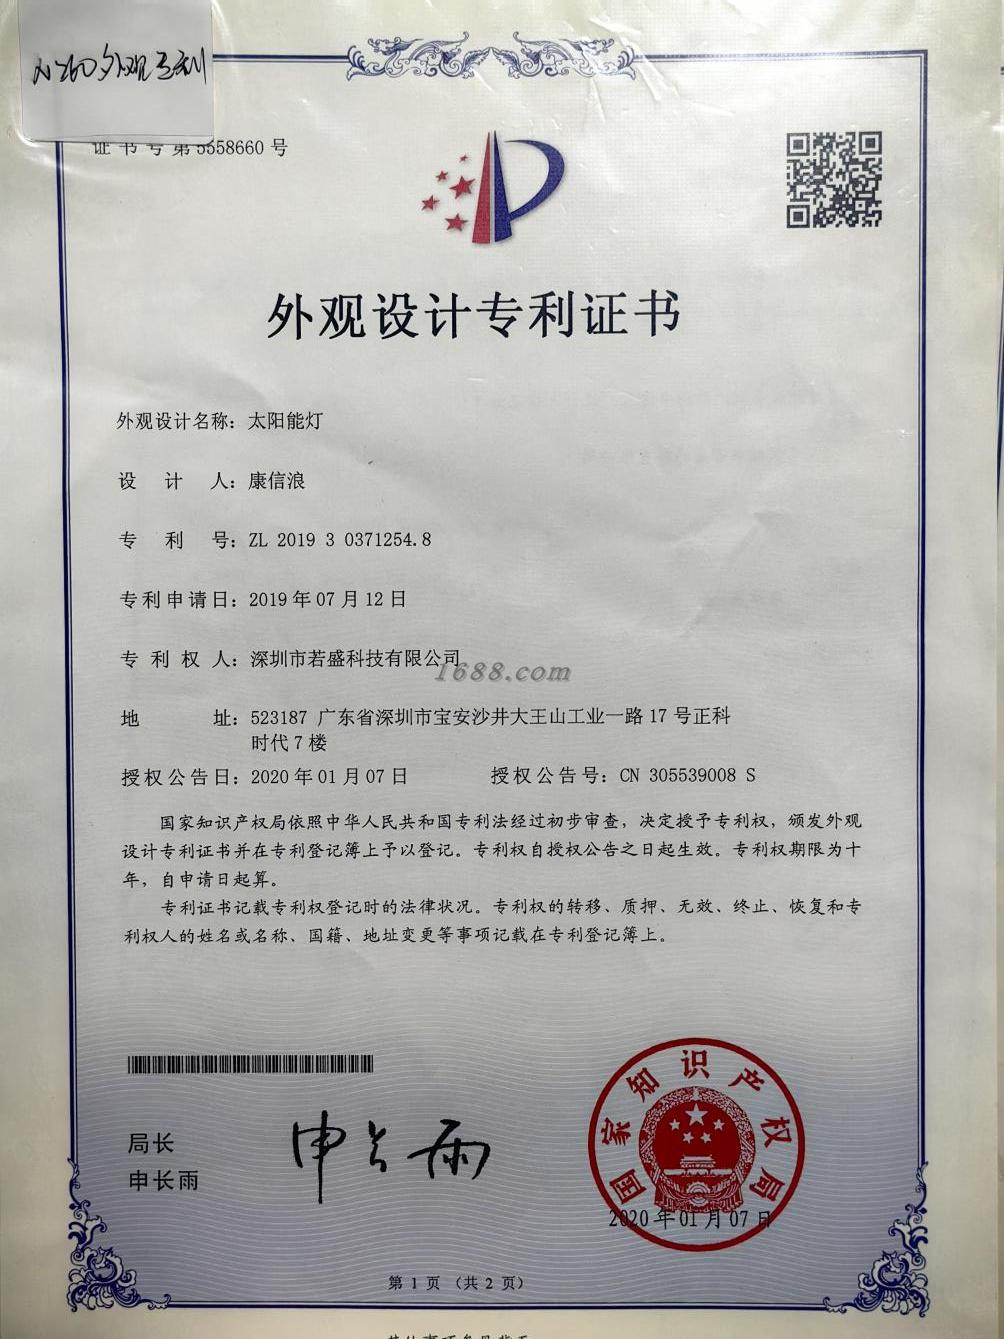 外观专利
证书号第5558660号
外观设计专利证书
外观设计名称：太阳能灯
设计人：康信浪
专利号：ZL 2019 3 0371254.8
专利申请日：2019年07月12日
专利权人：深圳市若盛科技有限公司
1688.com
地址：523187 广东省深圳市宝安沙井大王山工业一路17号正科
时代7楼
授权公告日：2020年01月07日 授权公告号：CN 305539008 S
国家知识产权局依照中华人民共和国专利法经过初步审查，决定授予专利权，颁发外观
设计专利证书并在专利登记簿上予以登记。专利权自授权公告之日起生效。专利权期限为十
年，自申请日起算。
专利证书记载专利权登记时的法律状况。专利权的转移、质押、无效、终止、恢复和专
利权人的姓名或名称、国籍、地址变更等事项记载在专利登记簿上。
局长
申长雨
申长雨
国家知识产权局
2020年01月07日
第1页（共2页）